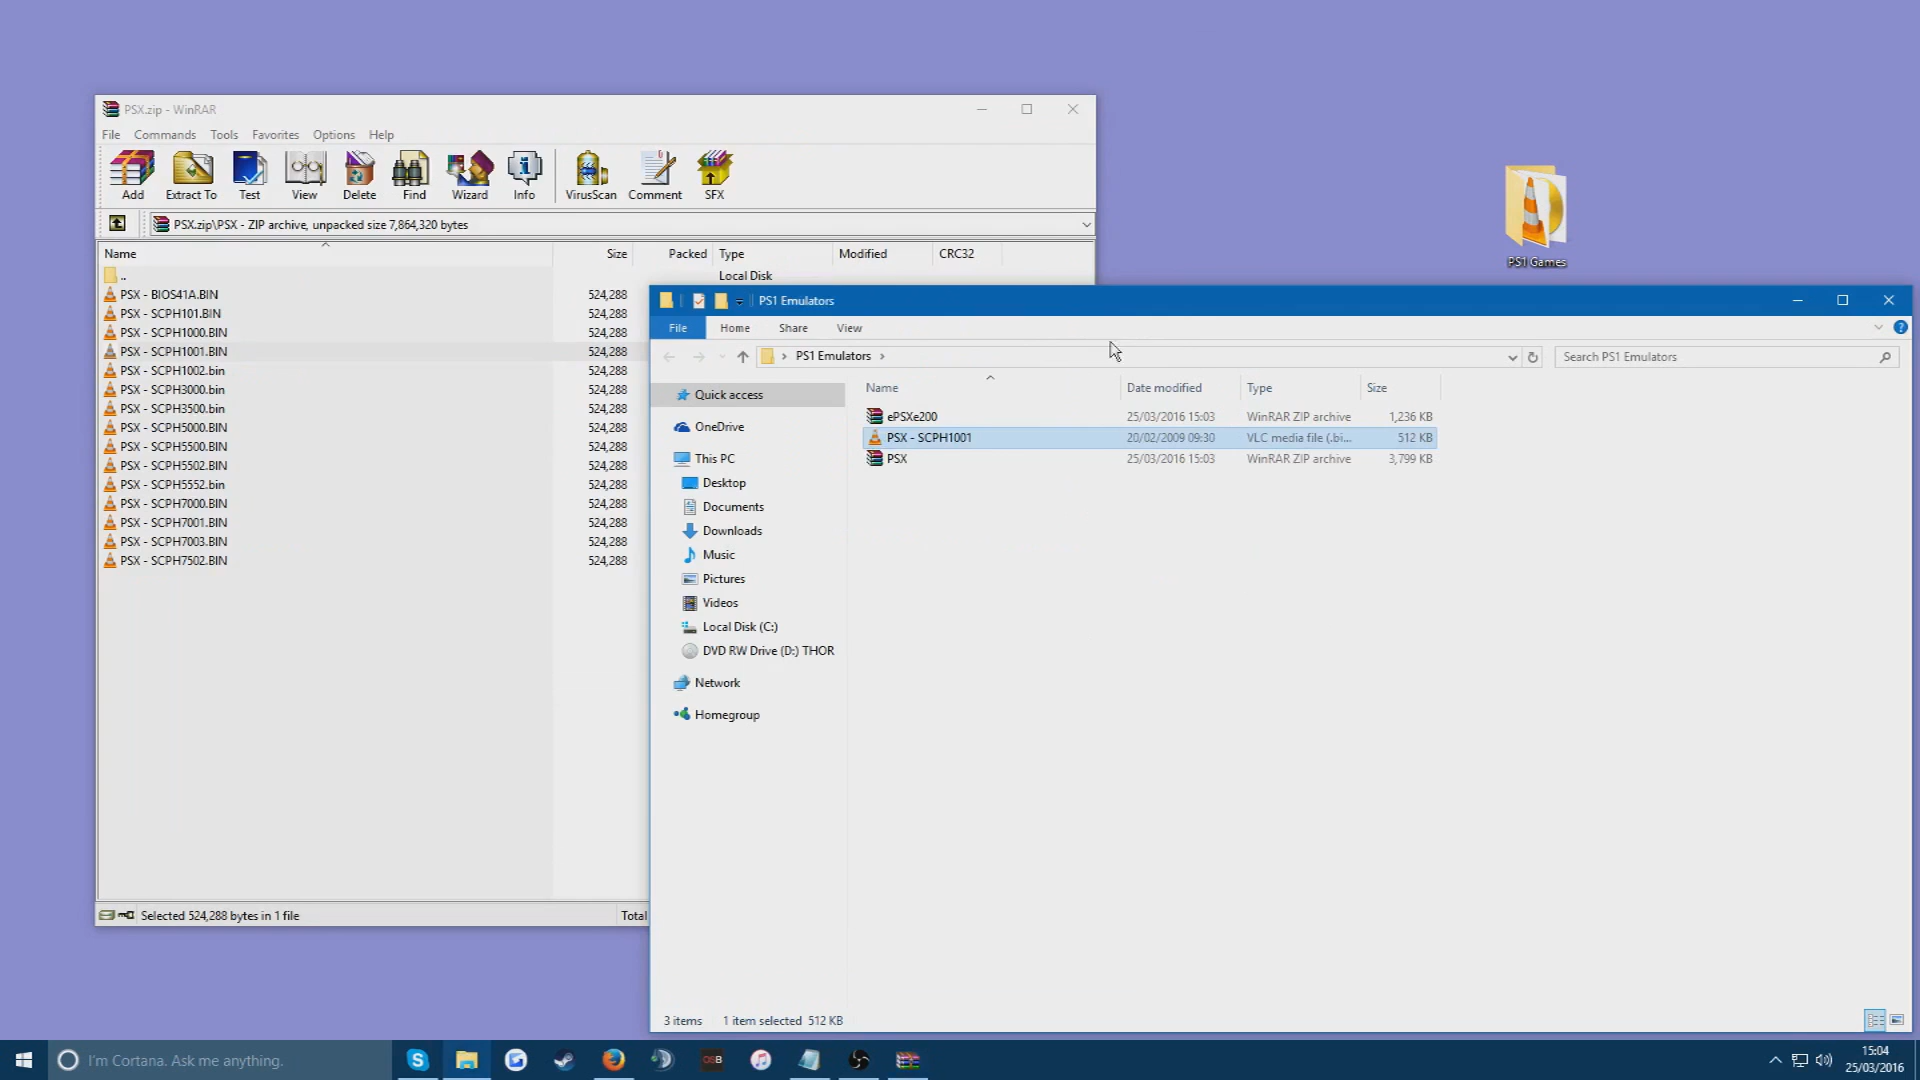 PSX.zip - WinRAR
File Commands Tools Favorites Options Help
Add Extract To Test View Delete Find Wizard Info VirusScan Comment SFX
PSX.zip\PSX - ZIP archive, unpacked size 7,864,320 bytes
Name Size Packed Type Modified CRC32
.. Local Disk
PSX - BIOS41A.BIN 524,288
PSX - SCPH101.BIN 524,288
PSX - SCPH1000.BIN 524,288
PSX - SCPH1001.BIN 524,288
PSX - SCPH1002.bin 524,288
PSX - SCPH3000.bin 524,288
PSX - SCPH3500.bin 524,288
PSX - SCPH5000.BIN 524,288
PSX - SCPH5500.BIN 524,288
PSX - SCPH5502.BIN 524,288
PSX - SCPH5552.bin 524,288
PSX - SCPH7000.BIN 524,288
PSX - SCPH7001.BIN 524,288
PSX - SCPH7003.BIN 524,288
PSX - SCPH7502.BIN 524,288
Selected 524,288 bytes in 1 file Total
PS1 Games
PS1 Emulators
File Home Share View
PS1 Emulators Search PS1 Emulators
Quick access
OneDrive
This PC
Desktop
Documents
Downloads
Music
Pictures
Videos
Local Disk (C:)
DVD RW Drive (D:) THOR
Network
Homegroup
Name Date modified Type Size
ePSXe200 25/03/2016 15:03 WinRAR ZIP archive 1,236 KB
PSX - SCPH1001 20/02/2009 09:30 VLC media file (.bi... 512 KB
PSX 25/03/2016 15:03 WinRAR ZIP archive 3,799 KB
3 items 1 item selected 512 KB
I'm Cortana. Ask me anything.
OSB
15:04
25/03/2016